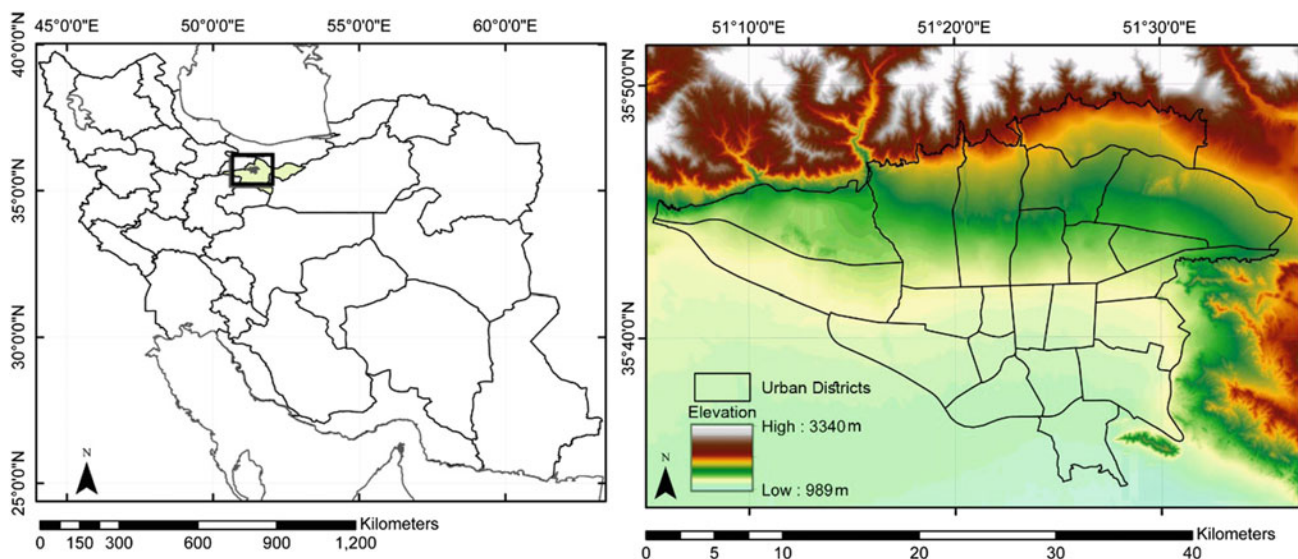 45°0'0"E 50°0'0"E 55°0'0"E 60°0'0"E
40°0'0"N
35°0'0"N
30°0'0"N
25°0'0"N
N
Kilometers
0 150 300 600 900 1,200
51°10'0"E 51°20'0"E 51°30'0"E
35°50'0"N
35°40'0"N
Urban Districts
Elevation
High : 3340 m
Low : 989 m
N
Kilometers
0 5 10 20 30 40